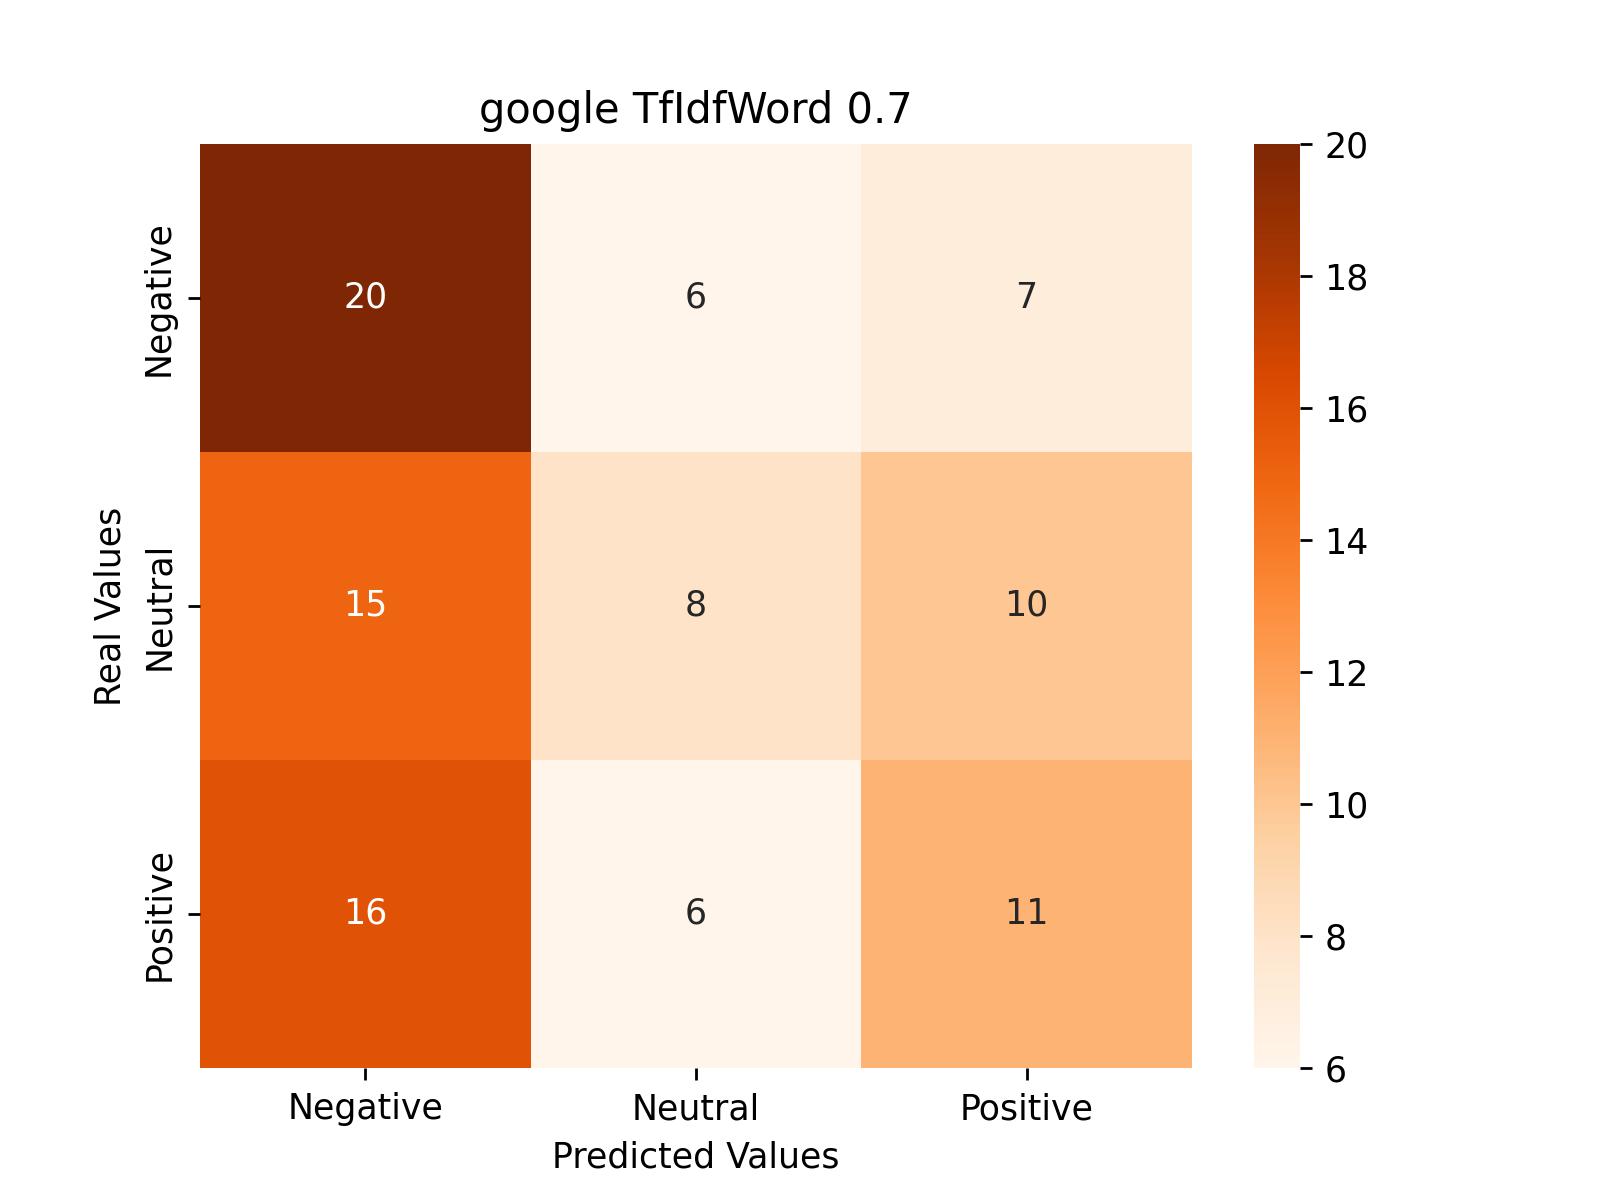 google TfIdfWord 0.7
Real Values
Negative
20 6 7
Neutral
15 8 10
Positive
16 6 11
Negative Neutral Positive
Predicted Values
20
18
16
14
12
10
8
6